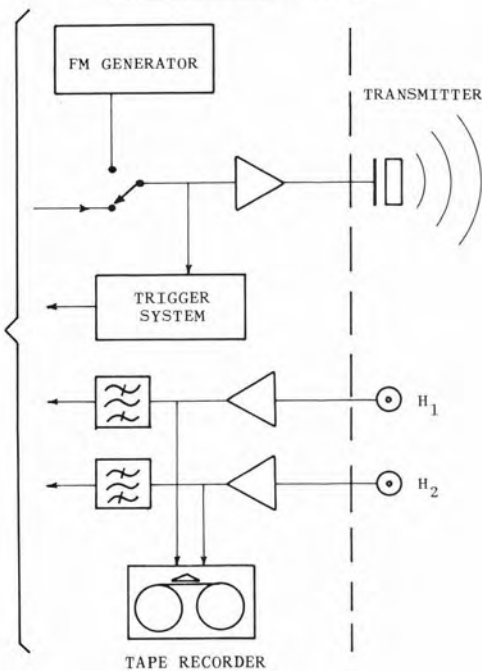 FM GENERATOR
TRANSMITTER
TRIGGER
SYSTEM
H1
H2
TAPE RECORDER